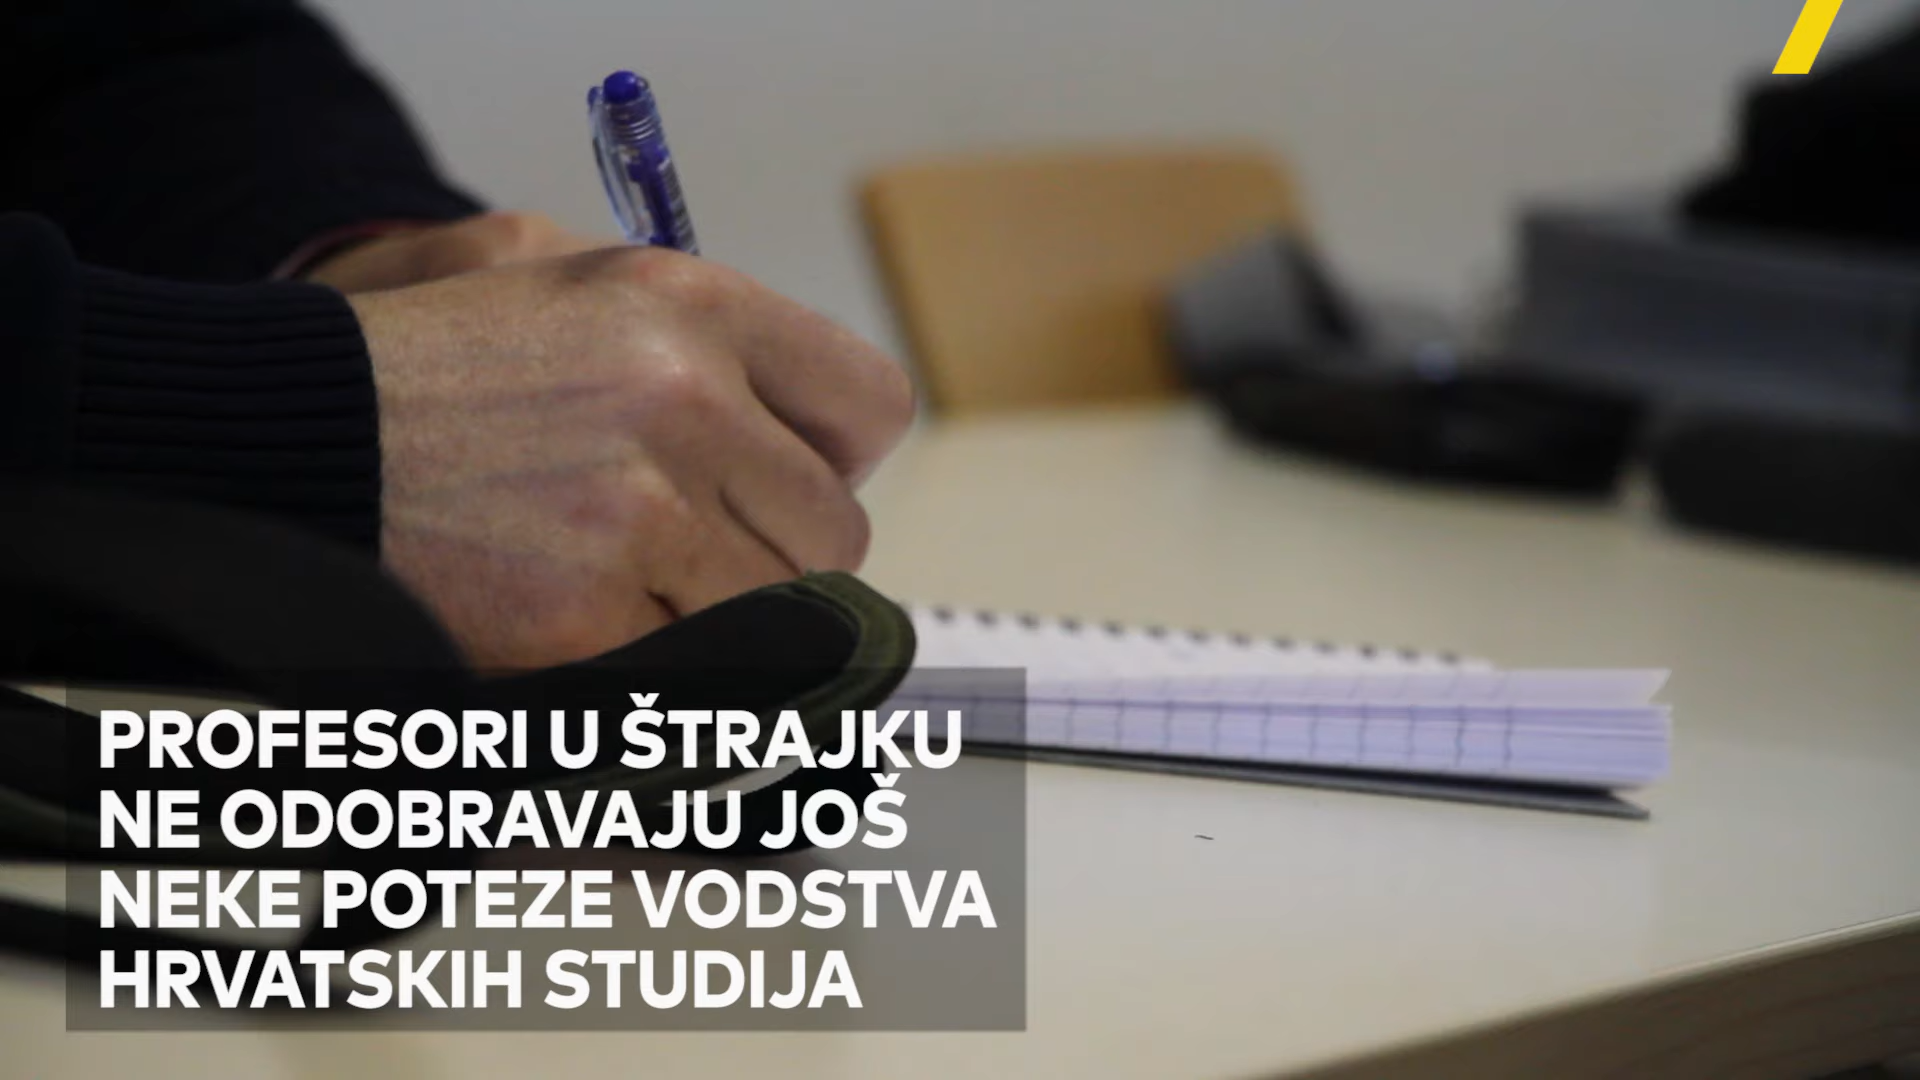 PROFESORI U ŠTRAJKU
NE ODOBRAVAJU JOŠ
NEKE POTEZE VODSTVA
HRVATSKIH STUDIJA